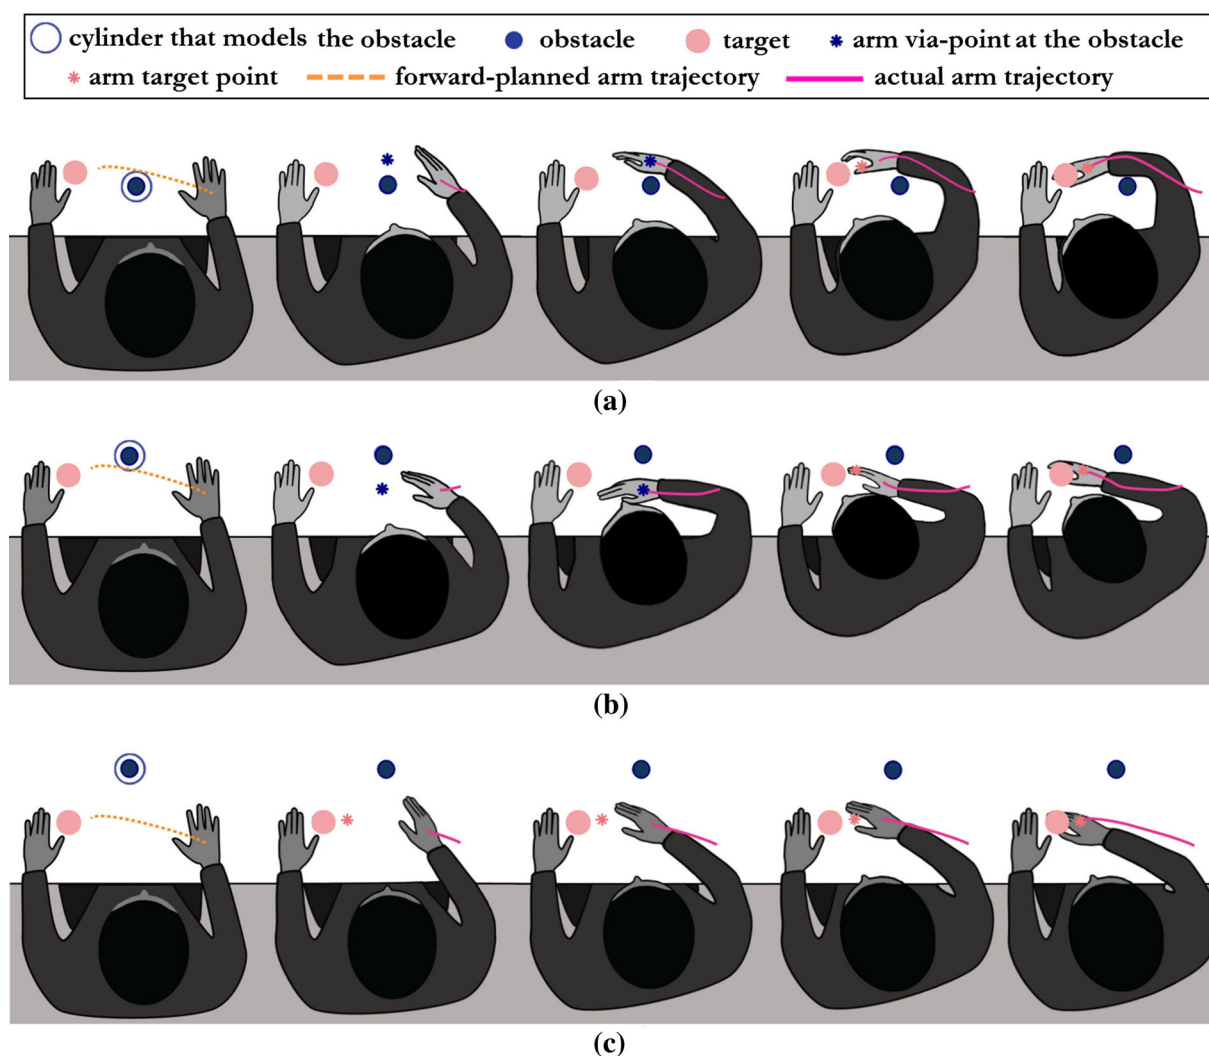 cylinder that models the obstacle obstacle target arm via-point at the obstacle
arm target point forward-planned arm trajectory actual arm trajectory
(a)
(b)
(c)